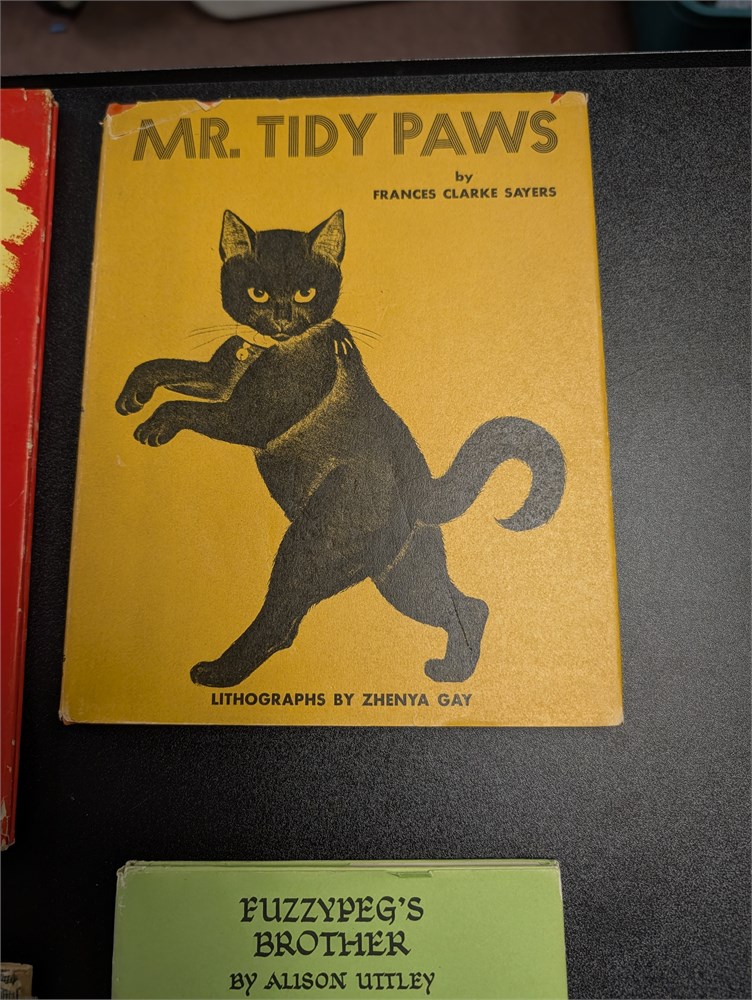 MR. TIDY PAWS
by
FRANCES CLARKE SAYERS
LITHOGRAPHS BY ZHENYA GAY
FUZZYPEG'S
BROTHER
BY ALISON UTTLEY